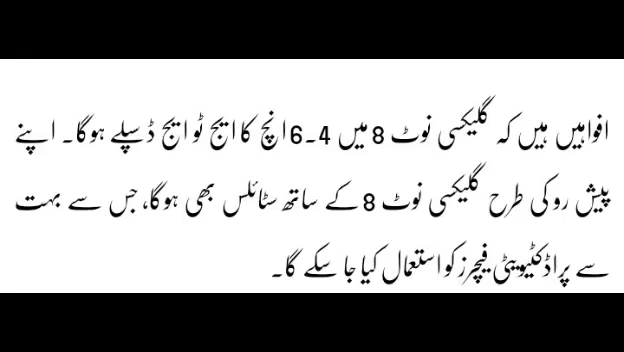 افواہیں ہیں کہ گلیکسی نوٹ 8 میں 6.4 انچ کا ایج ٹو ایج ڈسپلے ہوگا۔ اپنے
پیش رو کی طرح گلیکسی نوٹ 8 کے ساتھ سٹائلس بھی ہوگا، جس سے بہت
سے پراڈکٹیویٹی فیچرز کو استعمال کیا جا سکے گا۔